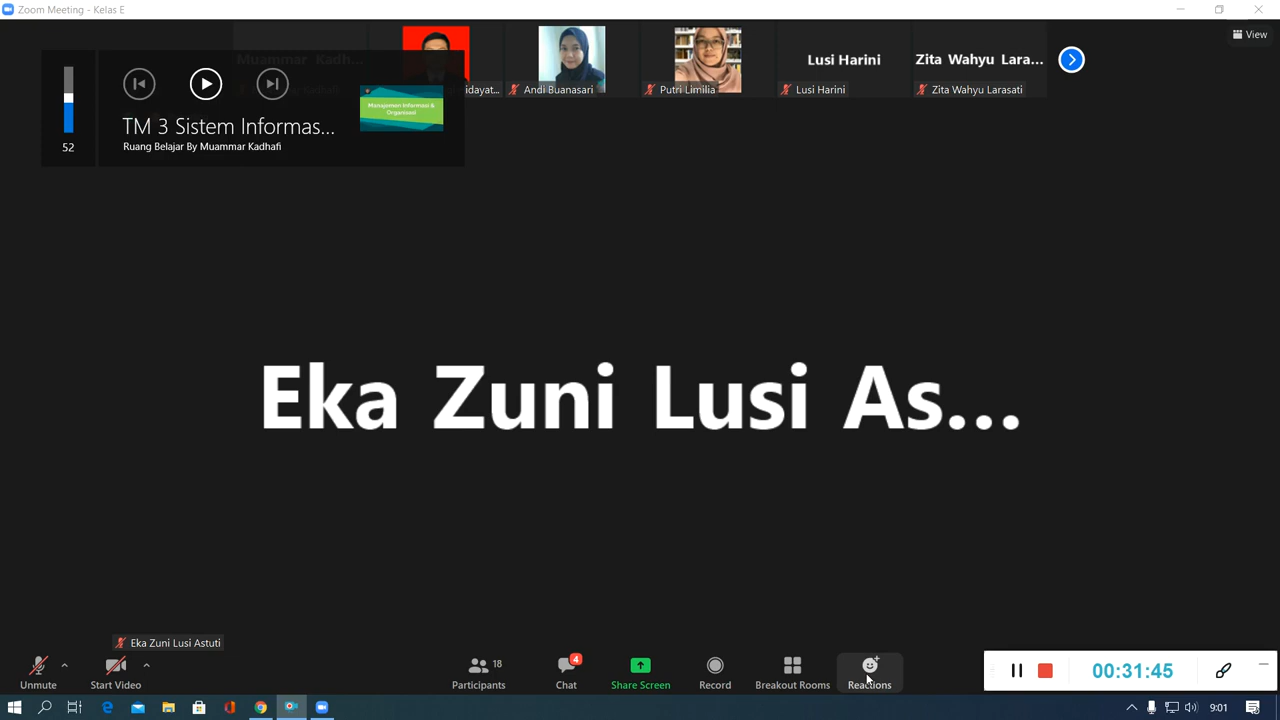 Zoom Meeting - Kelas E
View
Muammar Kadh...
hidayat...
Andi Buanasari
Putri Limilia
Lusi Harini
Lusi Harini
Zita Wahyu Lara...
Zita Wahyu Larasati
Manajemen Informasi &
Organisasi
TM 3 Sistem Informas...
Ruang Belajar By Muammar Kadhafi
52
Eka Zuni Lusi As...
Eka Zuni Lusi Astuti
Unmute
Start Video
18
Participants
4
Chat
Share Screen
Record
Breakout Rooms
Reactions
00:31:45
9:01